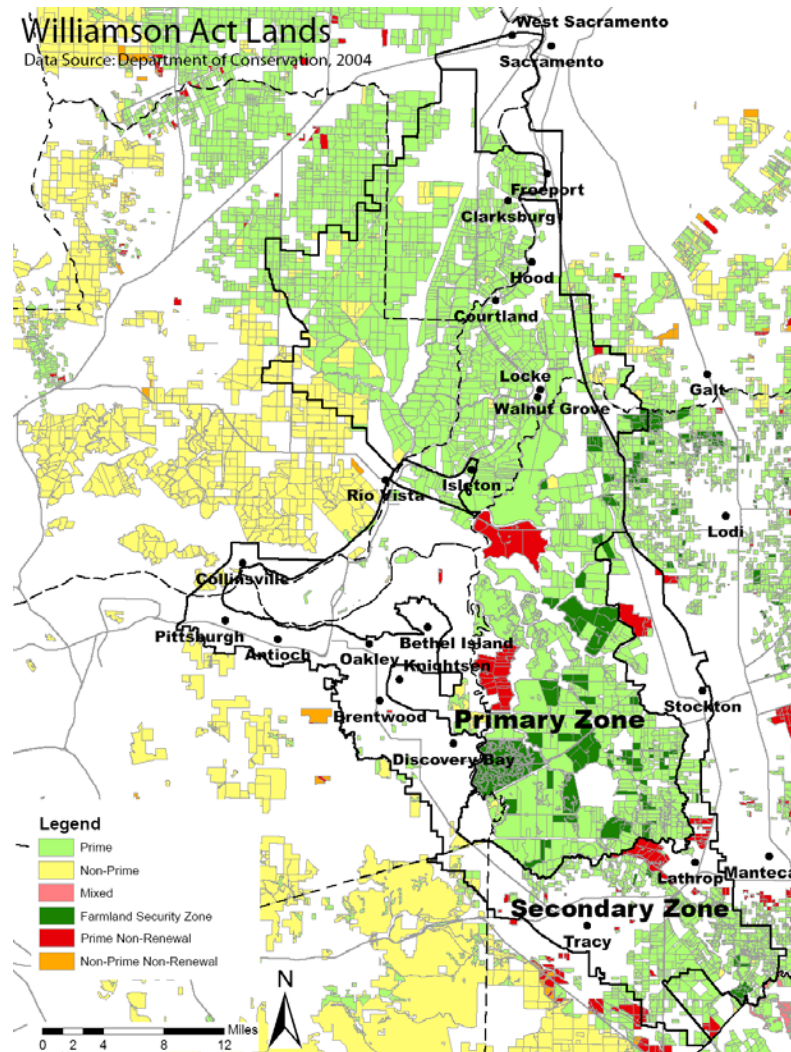 Williamson Act Lands
Data Source: Department of Conservation, 2004
West Sacramento
Sacramento
Freeport
Clarksburg
Hood
Courtland
Locke
Walnut Grove
Galt
Isleton
Rio Vista
Lodi
Collinsville
Pittsburgh
Antioch
Oakley
Bethel Island
Knightsen
Brentwood
Stockton
Primary Zone
Discovery Bay
Lathrop
Manteca
Secondary Zone
Tracy
Legend
Prime
Non-Prime
Mixed
Farmland Security Zone
Prime Non-Renewal
Non-Prime Non-Renewal
N
Miles
0 2 4 8 12